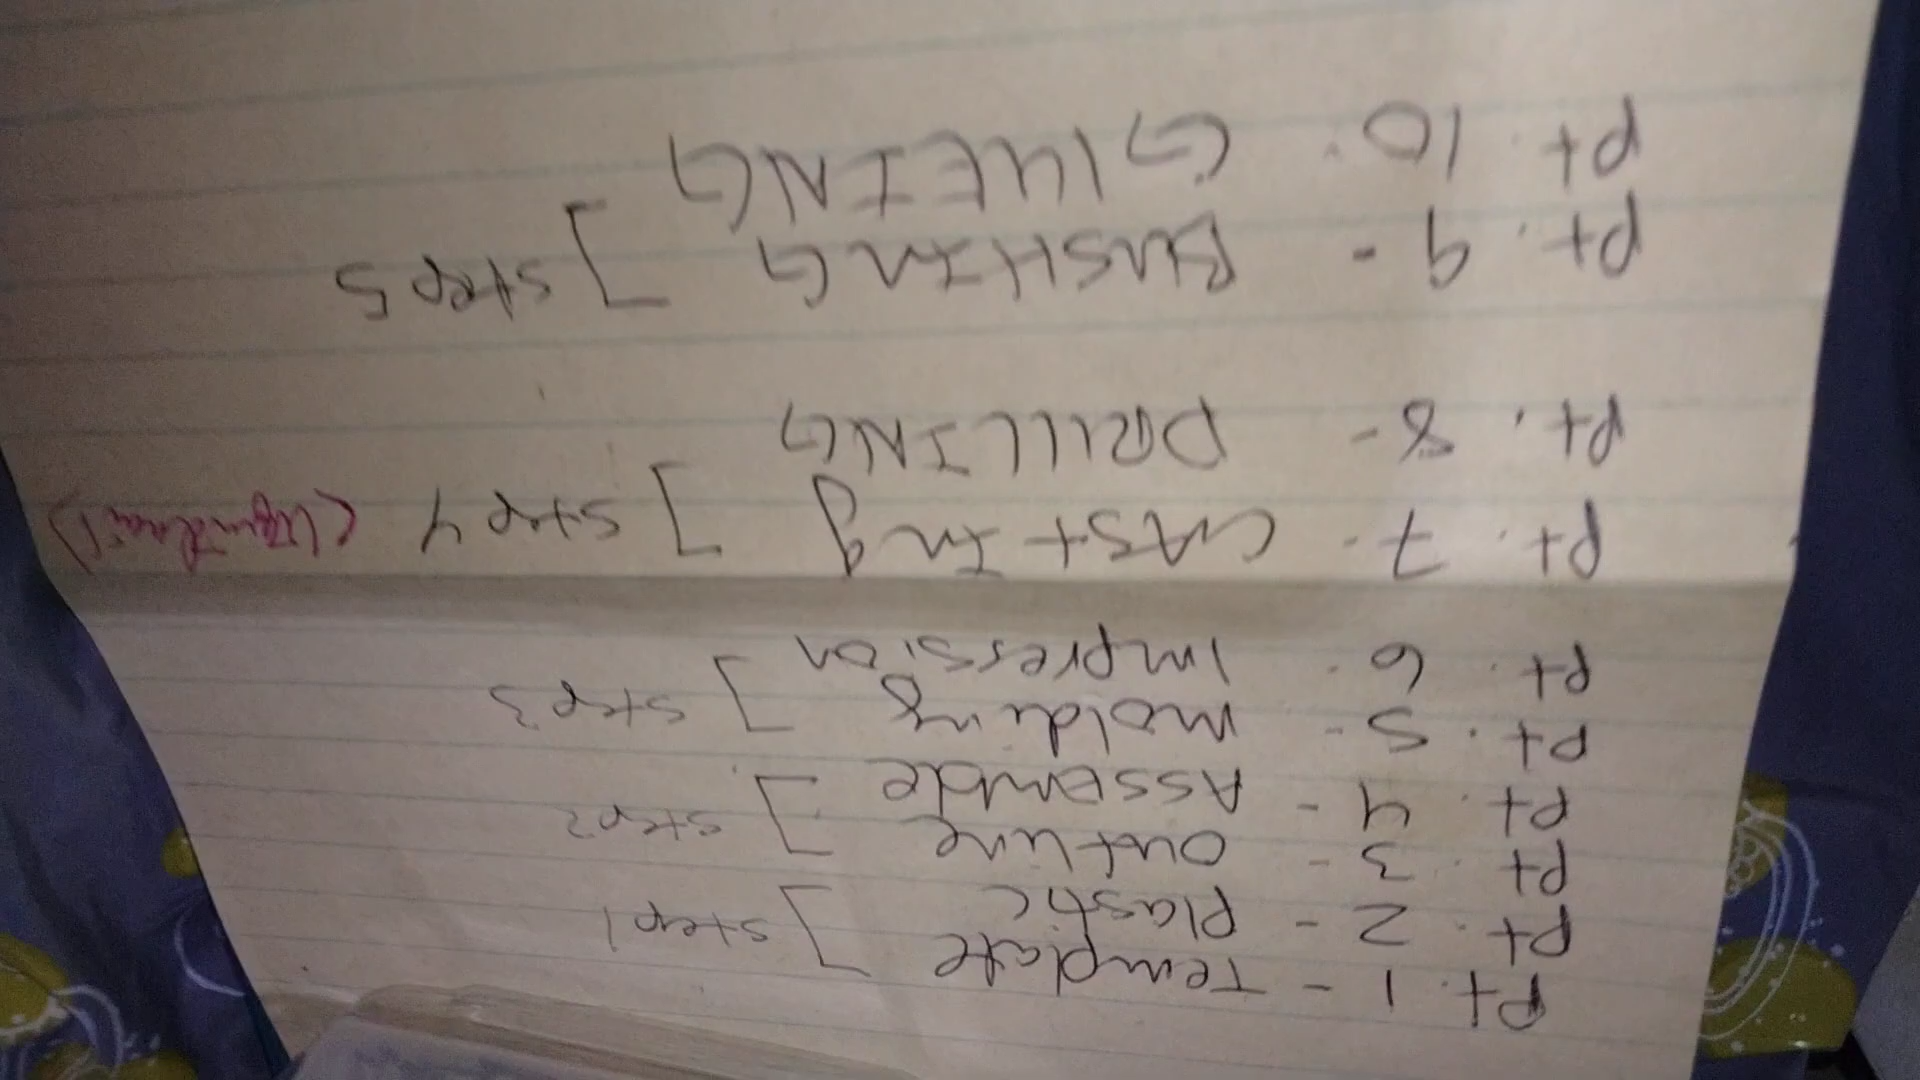 Pt. 1 - Template
Pt. 2 - Plastic ] step 1
Pt. 3 - outline
Pt. 4 - Assemble ] step 2
Pt. 5 - molding
Pt. 6 - Impression ] step 3
Pt. 7 - CAStIng ] step 4
Pt. 8 - DRILLING
Pt. 9 - BUSHING ] step 5
Pt. 10 - GlUEING